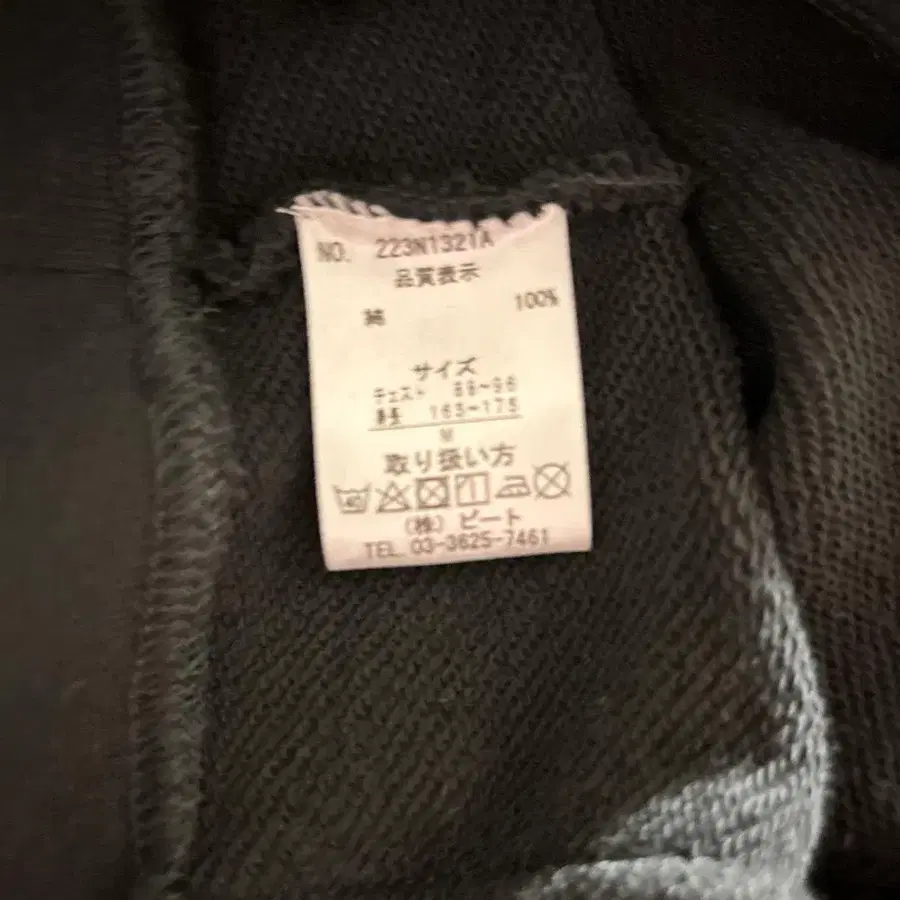 NO. 223N1321A
品質表示
綿 100%
サイズ
チェスト 88~96
身長 165~175
M
取り扱い方
40
(株) ビート
TEL 03-3625-7461